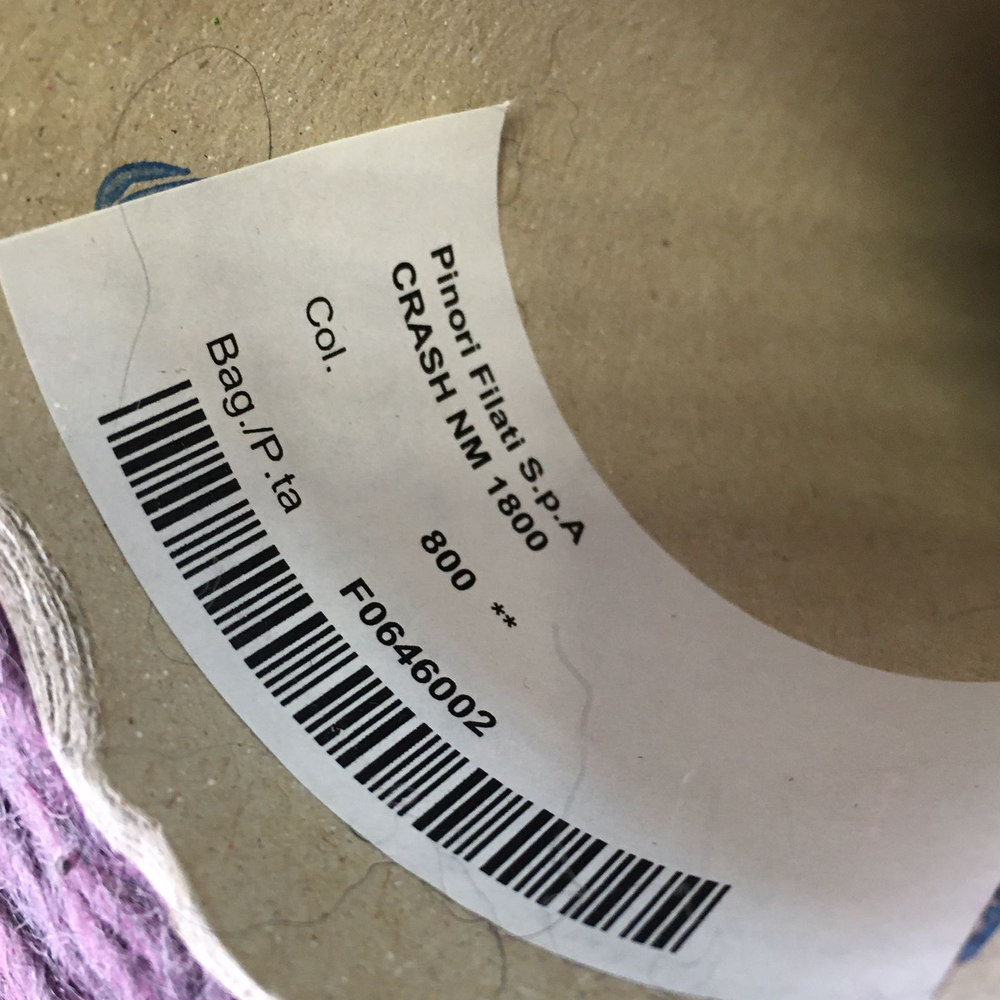 Pinori Filati S.p.A
CRASH NM 1800
Col. 800 **
Bag./P.ta F0646002